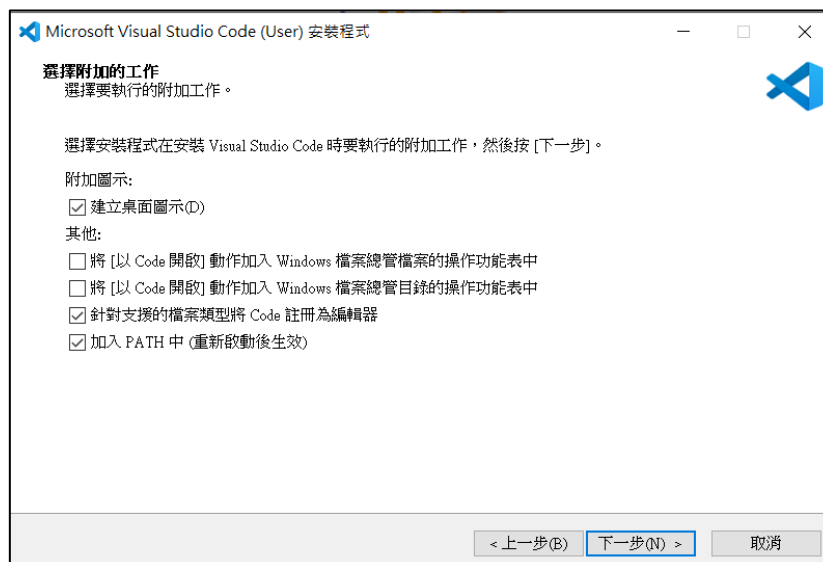 Microsoft Visual Studio Code (User) 安裝程式
選擇附加的工作
選擇要執行的附加工作。
選擇安裝程式在安裝 Visual Studio Code 時要執行的附加工作，然後按 [下一步]。
附加圖示:
建立桌面圖示(D)
其他:
將 [以 Code 開啟] 動作加入 Windows 檔案總管檔案的操作功能表中
將 [以 Code 開啟] 動作加入 Windows 檔案總管目錄的操作功能表中
針對支援的檔案類型將 Code 註冊為編輯器
加入 PATH 中 (重新啟動後生效)
< 上一步(B) 下一步(N) > 取消